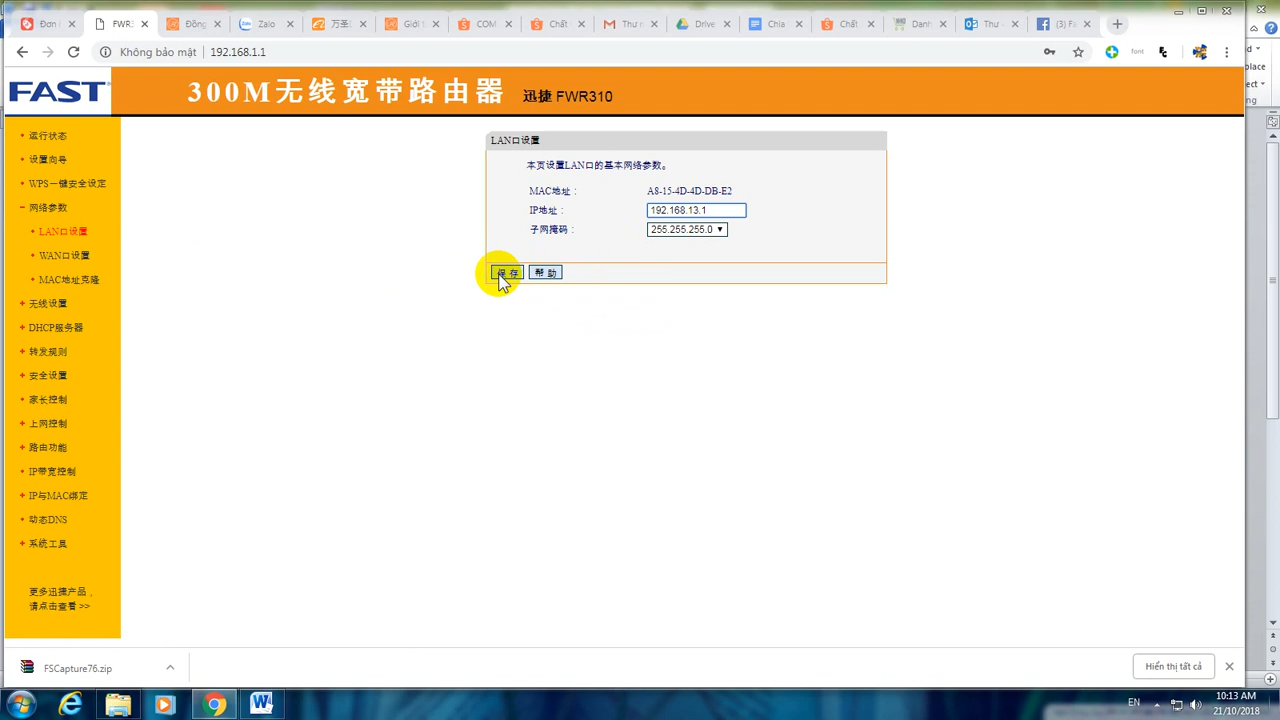 Đơn l
FWR3
Đồng
Zalo
万圣
Giới t
COM
Chất
Thư n
Driv
Chia
Chất
Danh
Thư -
(3) Fa
Không bảo mật
192.168.1.1
font
place
FAST
300M无线宽带路由器 迅捷 FWR310
运行状态
设置向导
WPS一键安全设定
网络参数
LAN口设置
WAN口设置
MAC地址克隆
无线设置
DHCP服务器
转发规则
安全设置
家长控制
上网控制
路由功能
IP带宽控制
IP与MAC绑定
动态DNS
系统工具
更多迅捷产品,
请点击查看 >>
LAN口设置
本页设置LAN口的基本网络参数。
MAC地址: A8-15-4D-4D-DB-E2
IP地址: 192.168.13.1
子网掩码: 255.255.255.0
保存 帮助
FSCapture76.zip
Hiển thị tất cả
EN
10:13 AM
21/10/2018